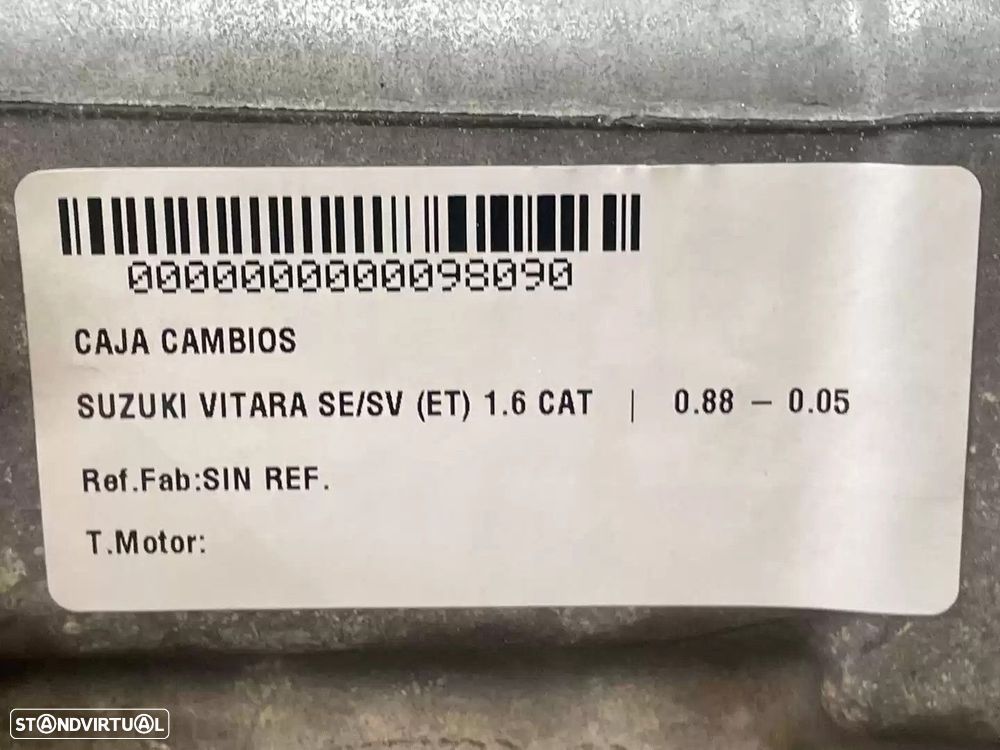 0000000000098090
CAJA CAMBIOS
SUZUKI VITARA SE/SV (ET) 1.6 CAT | 0.88 – 0.05
Ref.Fab:SIN REF.
T.Motor:
STANDVIRTUAL